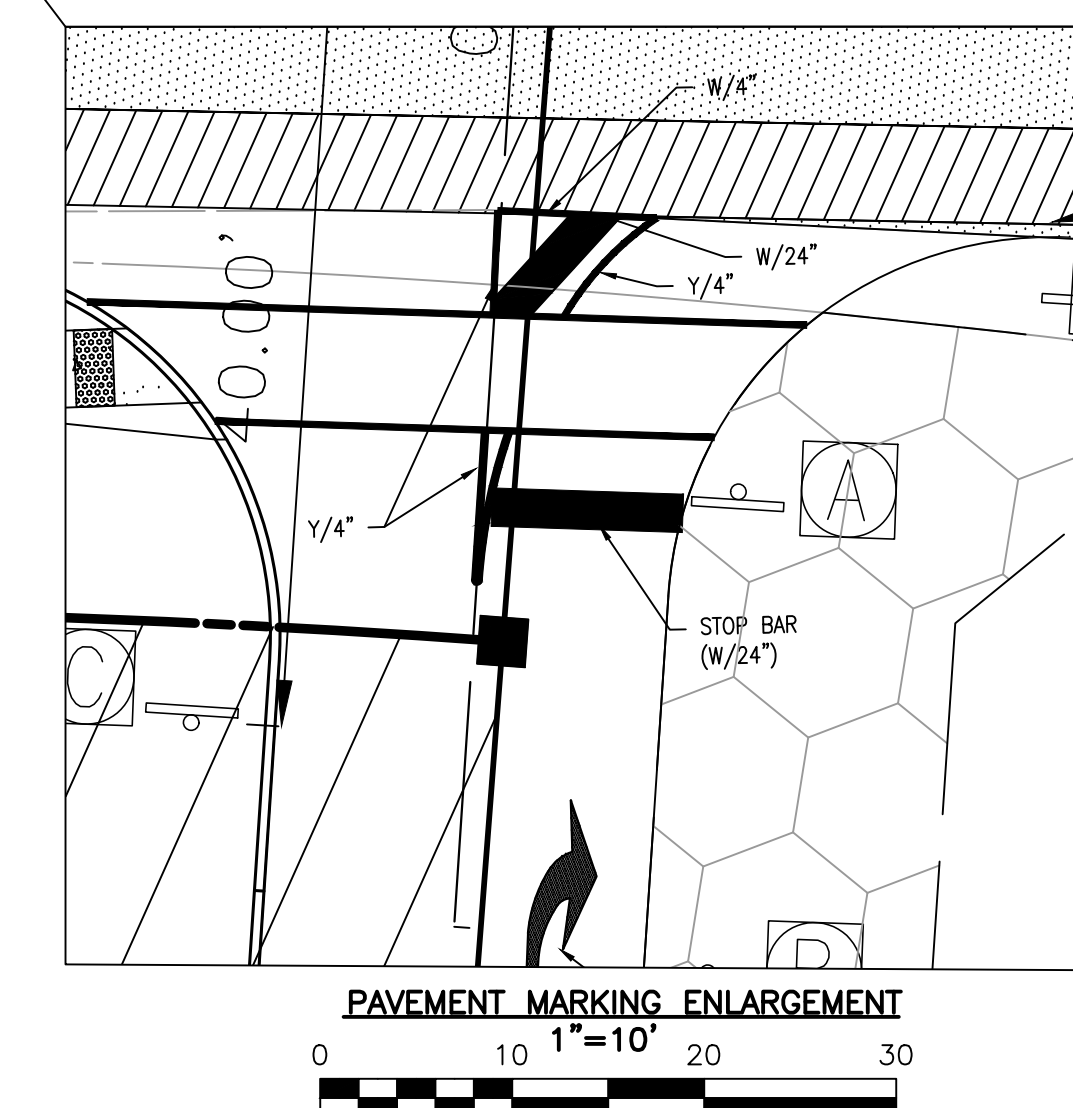 W/4"
W/24"
Y/4"
A
Y/4"
STOP BAR
(W/24")
C
PAVEMENT MARKING ENLARGEMENT
1"=10'
0 10 20 30